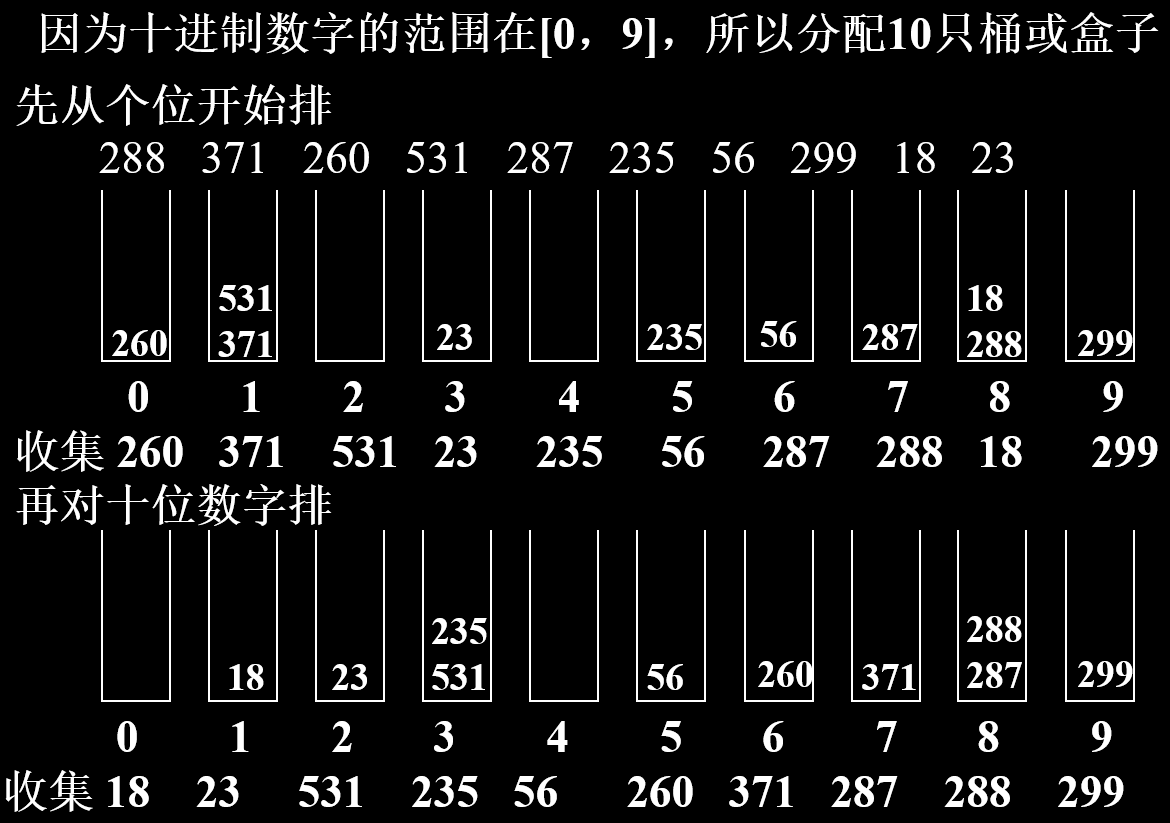 因为十进制数字的范围在[0，9]，所以分配10只桶或盒子
先从个位开始排
288 371 260 531 287 235 56 299 18 23
531 18
260 371 23 235 56 287 288 299
0 1 2 3 4 5 6 7 8 9
收集 260 371 531 23 235 56 287 288 18 299
再对十位数字排
235 288
18 23 531 56 260 371 287 299
0 1 2 3 4 5 6 7 8 9
收集 18 23 531 235 56 260 371 287 288 299